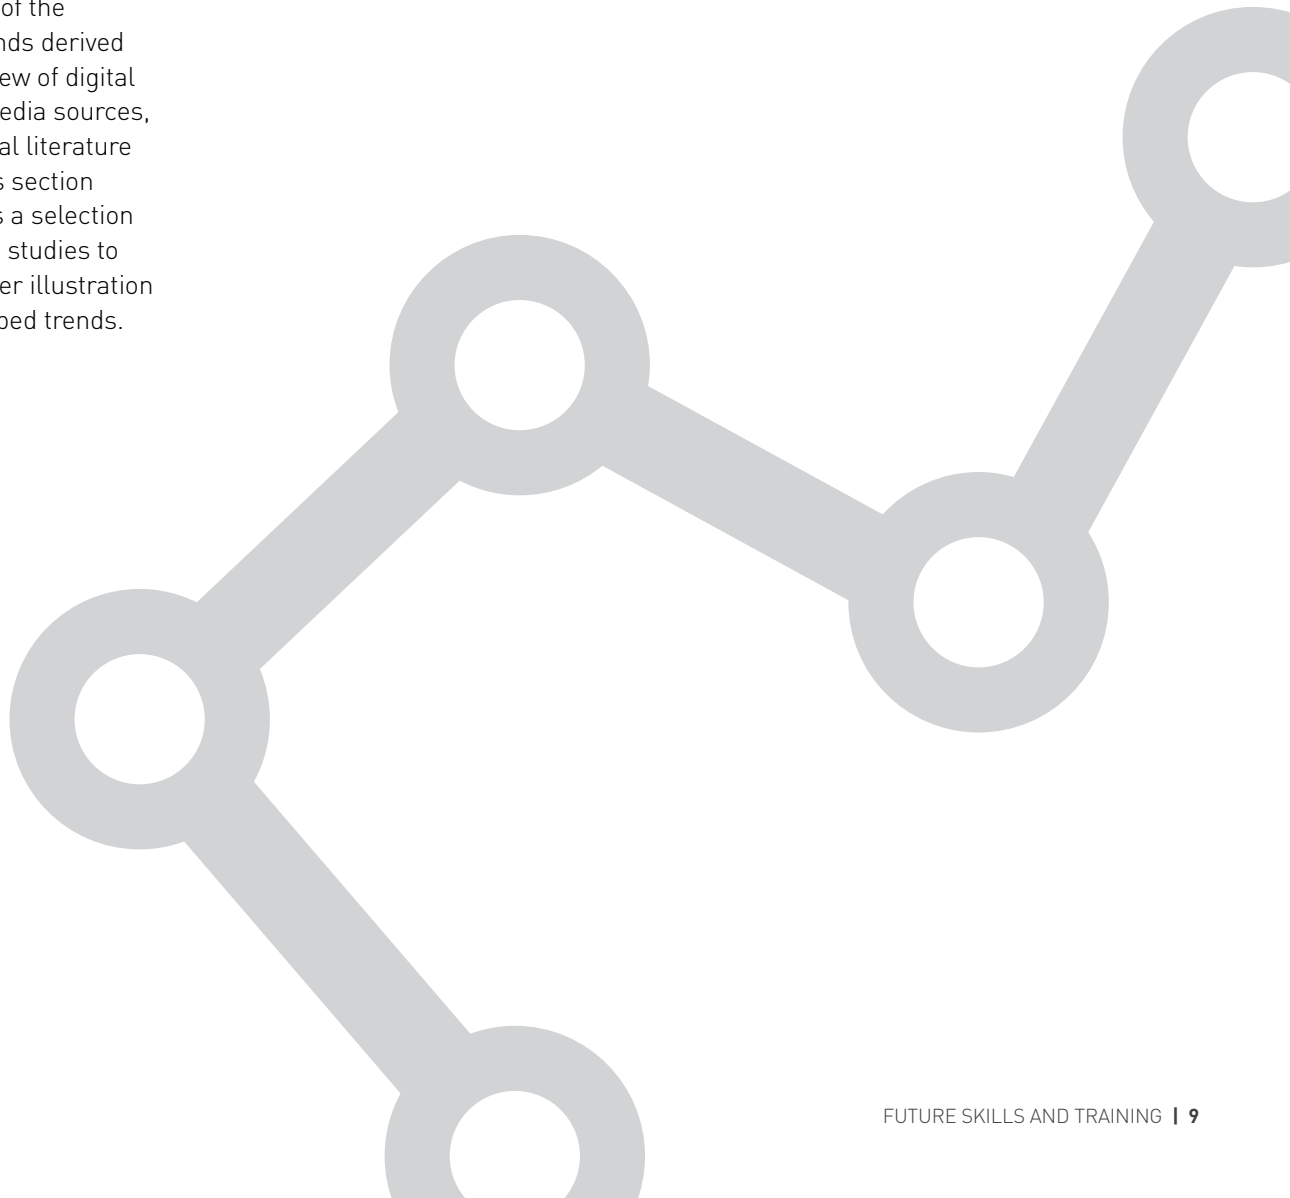 of the
nds derived
ew of digital
edia sources,
al literature
s section
s a selection
studies to
er illustration
bed trends.
FUTURE SKILLS AND TRAINING | 9